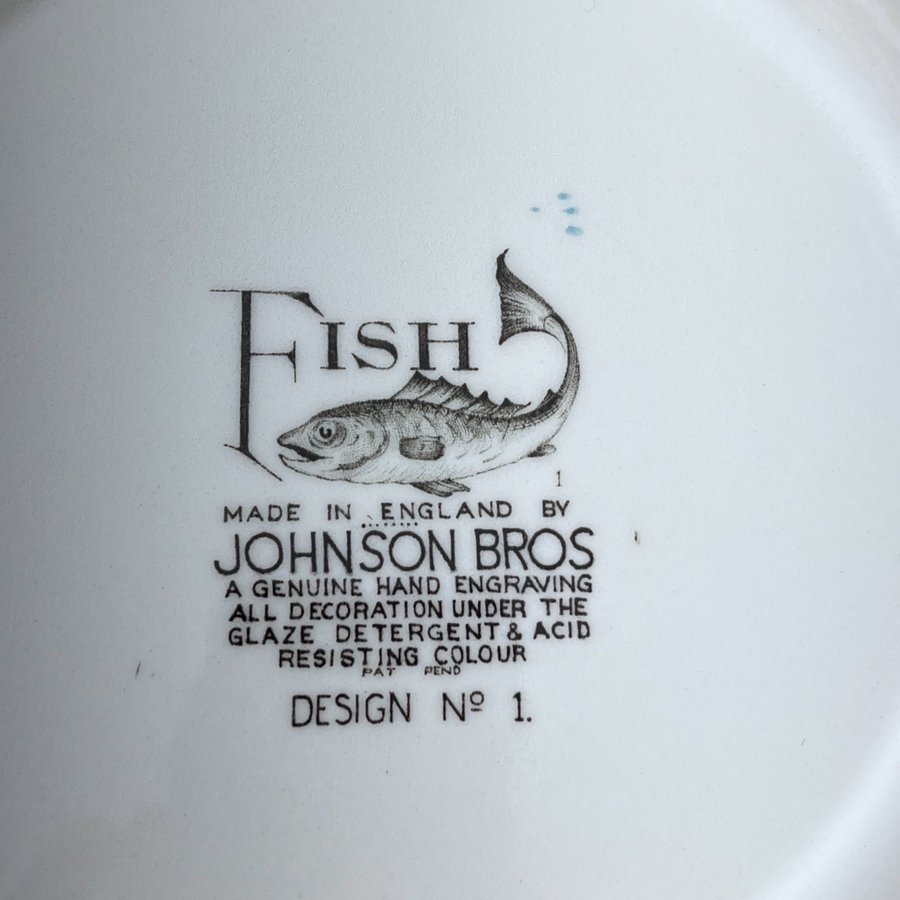 FISH
1
MADE IN ENGLAND BY
JOHNSON BROS
A GENUINE HAND ENGRAVING
ALL DECORATION UNDER THE
GLAZE DETERGENT & ACID
RESISTING COLOUR
PAT PEND
DESIGN Nº 1.